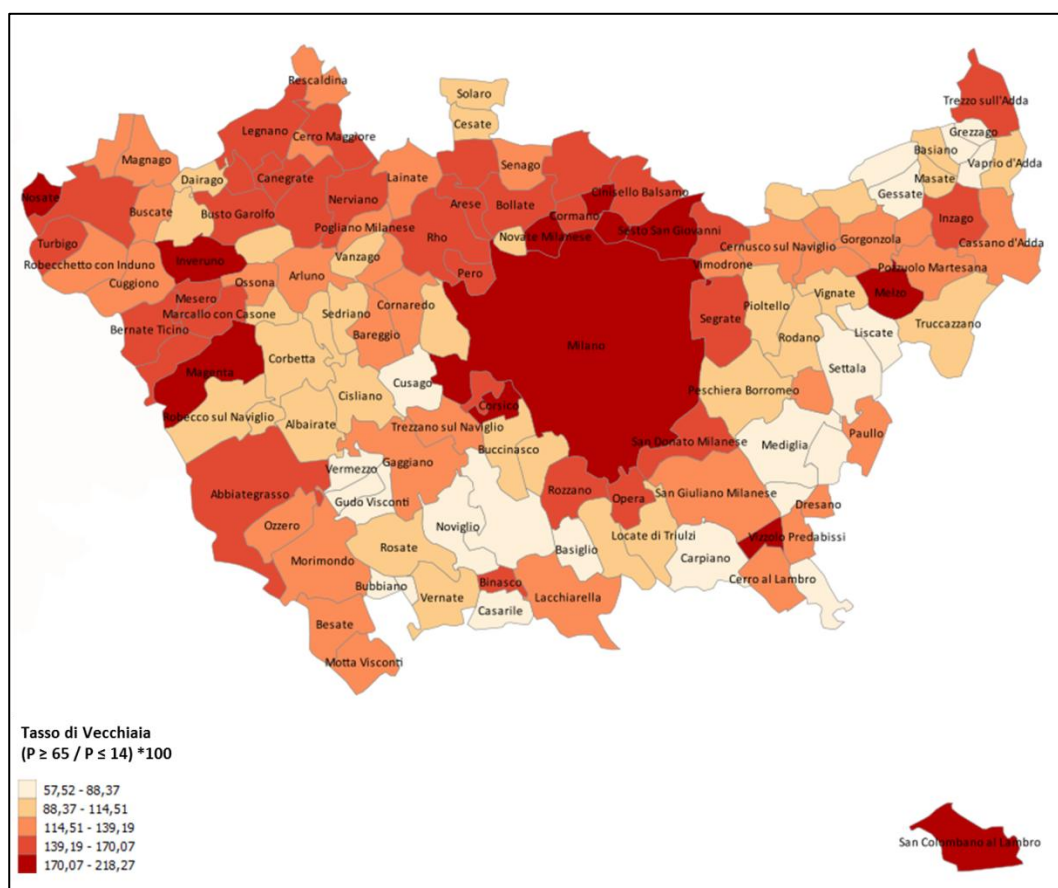 Rescaldina
Solaro
Trezzo sull'Adda
Cesate
Legnano
Cerro Maggiore
Grezzago
Magnago
Basiano
Vaprio d'Adda
Dairago
Canegrate
Lainate
Senago
Masate
Nosate
Nerviano
Cinisello Balsamo
Gessate
Buscate
Busto Garolfo
Arese
Bollate
Cormano
Inzago
Pogliano Milanese
Sesto San Giovanni
Turbigo
Rho
Novate Milanese
Cernusco sul Naviglio
Gorgonzola
Cassano d'Adda
Robecchetto con Induno
Inveruno
Vanzago
Vimodrone
Pozzuolo Martesana
Cuggiono
Ossona
Arluno
Pero
Mesero
Melzo
Marcallo con Casone
Sedriano
Cornaredo
Pioltello
Vignate
Bernate Ticino
Bareggio
Segrate
Truccazzano
Corbetta
Milano
Rodano
Liscate
Magenta
Cusago
Settala
Cisliano
Corsico
Peschiera Borromeo
Robecco sul Naviglio
Albairate
Trezzano sul Naviglio
San Donato Milanese
Paullo
Buccinasco
Mediglia
Vermezzo
Gaggiano
Abbiategrasso
Rozzano
Opera
San Giuliano Milanese
Gudo Visconti
Dresano
Ozzero
Noviglio
Locate di Triulzi
Vizzolo Predabissi
Rosate
Basiglio
Carpiano
Morimondo
Bubbiano
Binasco
Cerro al Lambro
Vernate
Lacchiarella
Casarile
Besate
Motta Visconti
Tasso di Vecchiaia
(P ≥ 65 / P ≤ 14) *100
57,52 - 88,37
88,37 - 114,51
114,51 - 139,19
139,19 - 170,07
170,07 - 218,27
San Colombano al Lambro